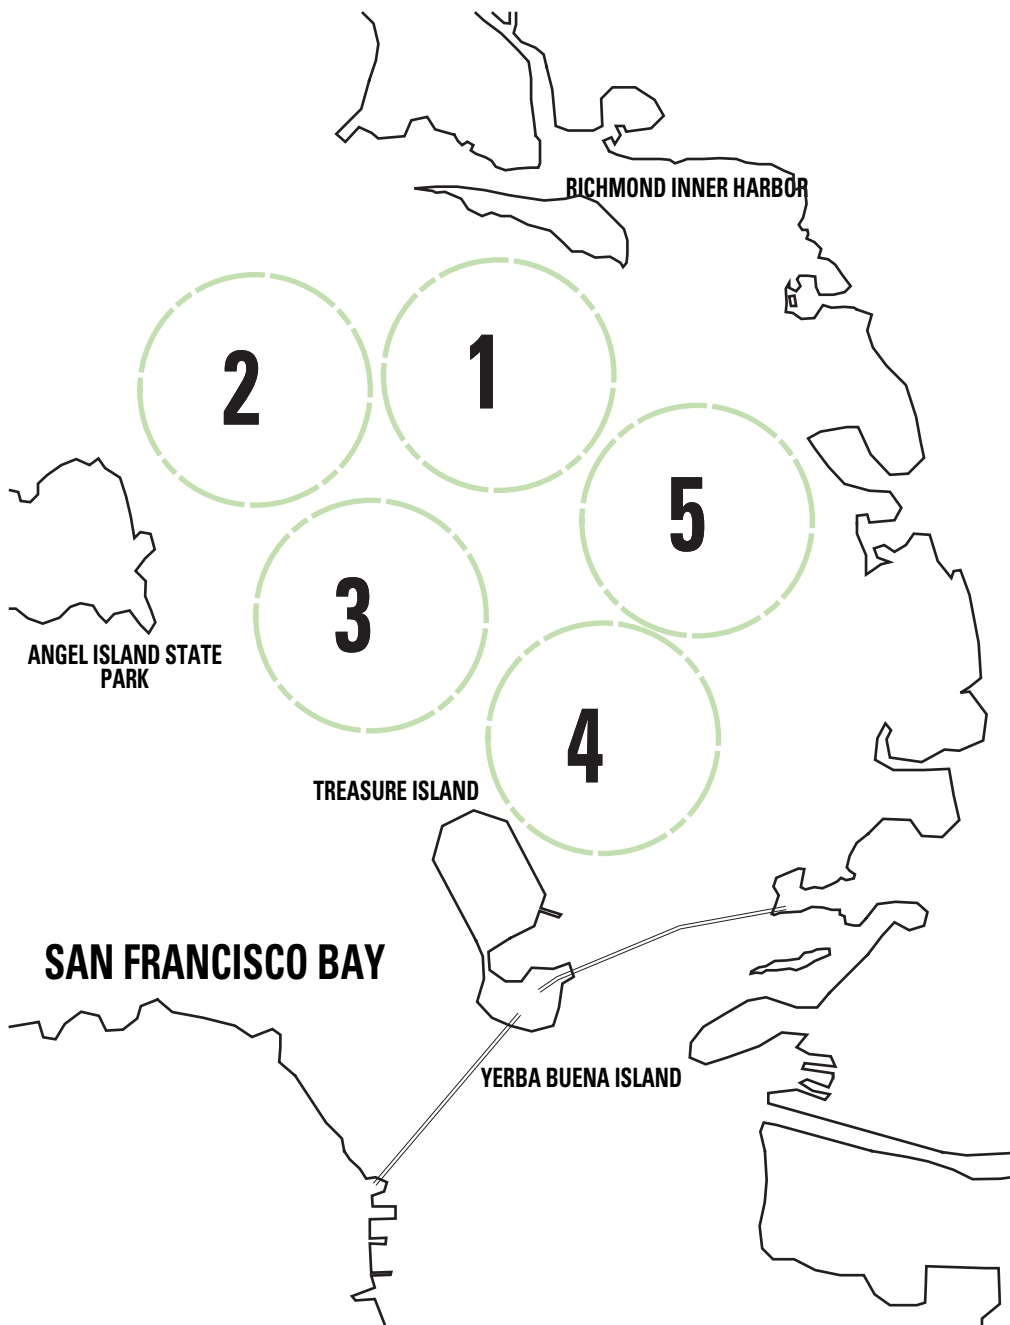 RICHMOND INNER HARBOR
2
1
5
3
ANGEL ISLAND STATE
PARK
4
TREASURE ISLAND
SAN FRANCISCO BAY
YERBA BUENA ISLAND